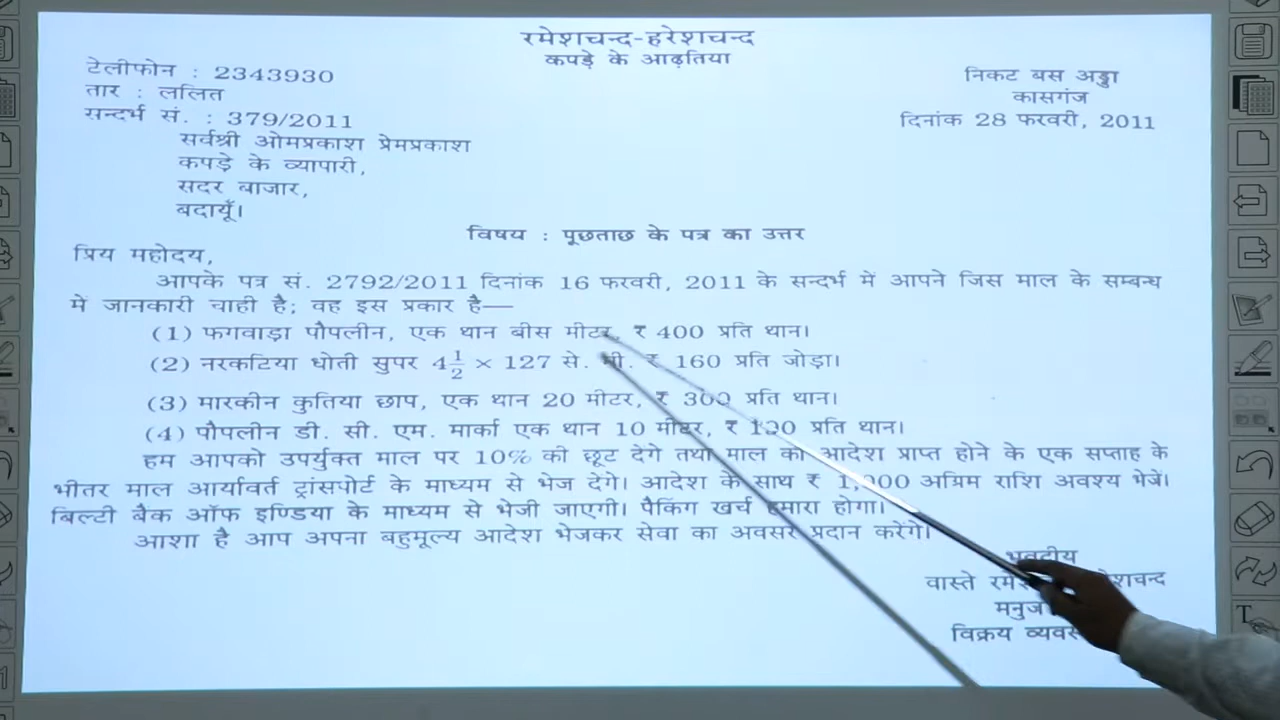 रमेशचन्द-हरेशचन्द
कपड़े के आढ़तिया
टेलीफोन : 2343930
तार : ललित
सन्दर्भ सं. : 379/2011
निकट बस अड्डा
कासगंज
दिनांक 28 फरवरी, 2011
सर्वश्री ओमप्रकाश प्रेमप्रकाश
कपड़े के व्यापारी,
सदर बाजार,
बदायूँ।
विषय : पूछताछ के पत्र का उत्तर
प्रिय महोदय,
आपके पत्र सं. 2792/2011 दिनांक 16 फरवरी, 2011 के सन्दर्भ में आपने जिस माल के सम्बन्ध
में जानकारी चाही है; वह इस प्रकार है—
(1) फगवाड़ा पौपलीन, एक थान बीस मीटर, ₹ 400 प्रति थान।
(2) नरकटिया धोती सुपर 4½ × 127 से. मी. ₹ 160 प्रति जोड़ा।
(3) मारकीन कुतिया छाप, एक थान 20 मीटर, ₹ 300 प्रति थान।
(4) पौपलीन डी. सी. एम. मार्का एक थान 10 मीटर, ₹ प्रति थान।
हम आपको उपर्युक्त माल पर 10% की छूट देंगे तथा माल को आदेश प्राप्त होने के एक सप्ताह के
भीतर माल आर्यावर्त ट्रांसपोर्ट के माध्यम से भेज देंगे। आदेश के साथ ₹ 1,000 अग्रिम राशि अवश्य भेजें।
बिल्टी बैंक ऑफ इण्डिया के माध्यम से भेजी जाएगी। पैकिंग खर्च हमारा होगा।
आशा है आप अपना बहुमूल्य आदेश भेजकर सेवा का अवसर प्रदान करेंगे।
भवदीय
वास्ते
मनुज
विक्रय